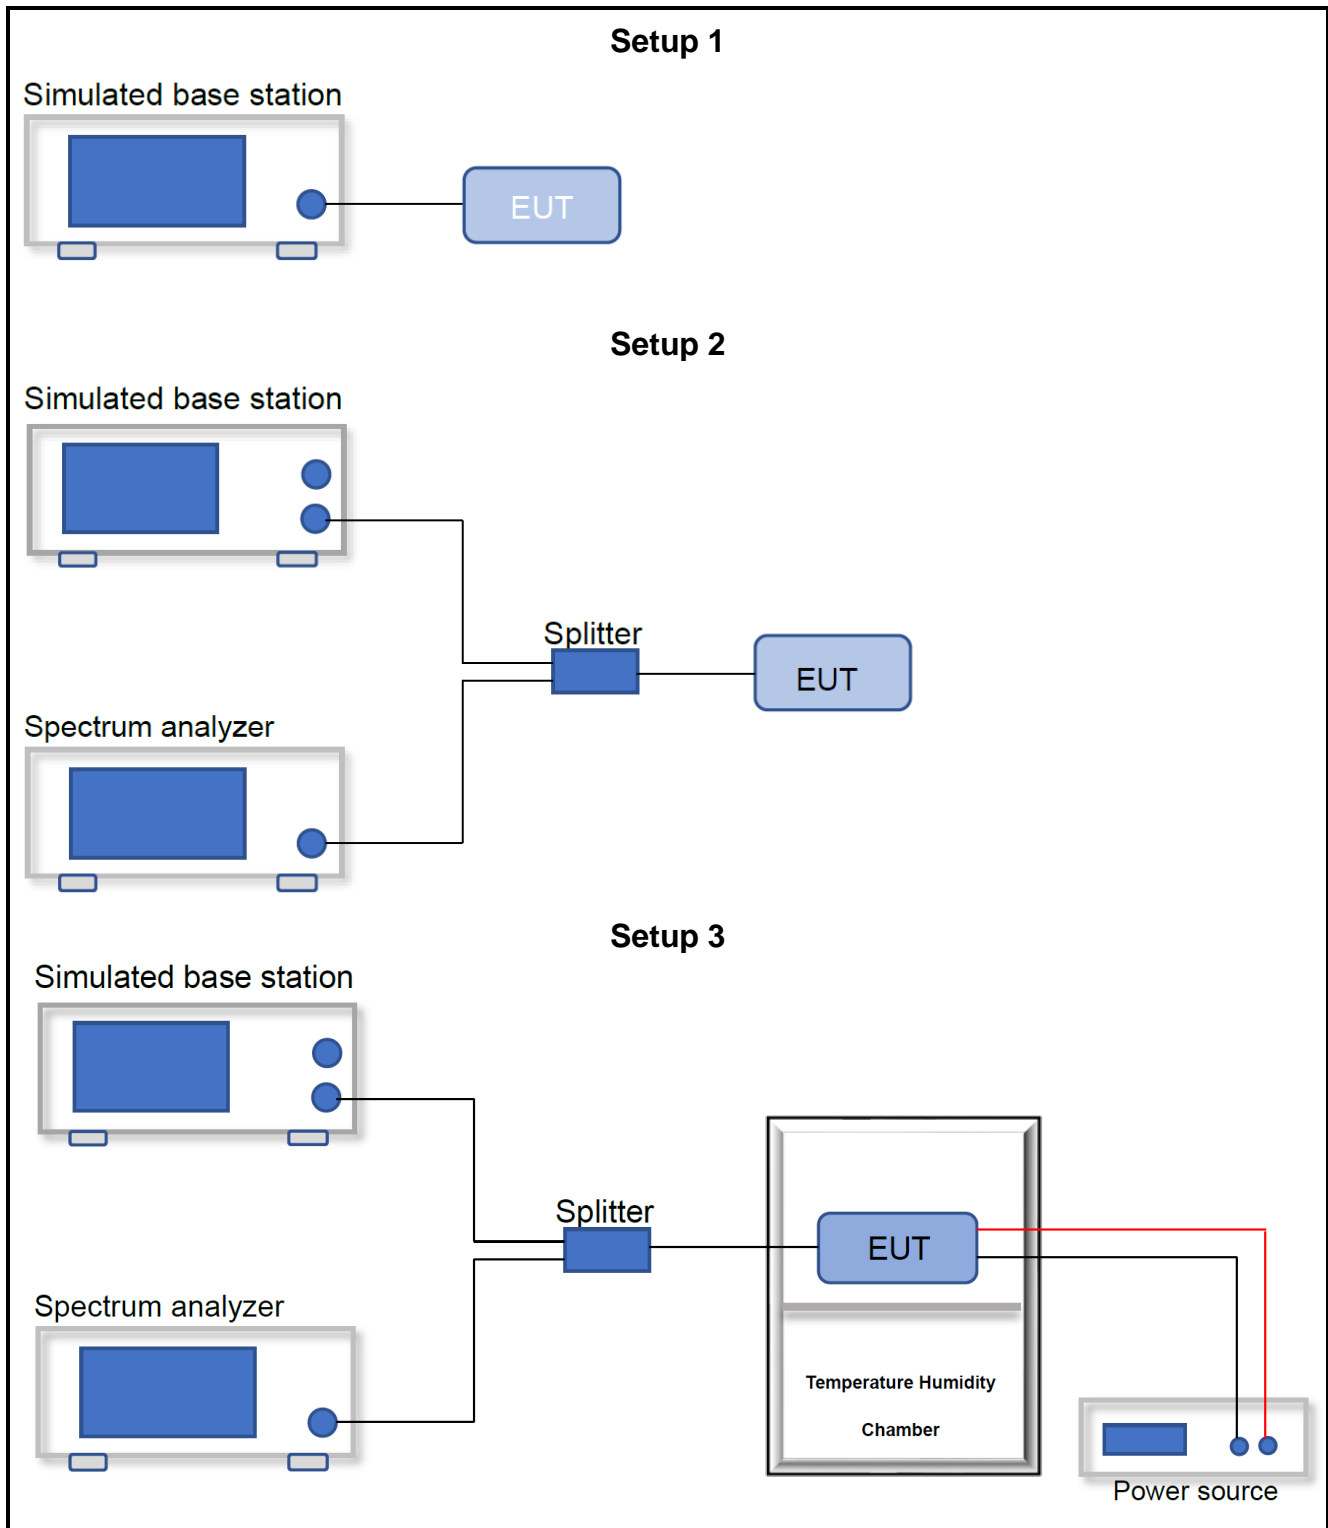 Setup 1
Simulated base station
EUT
Setup 2
Simulated base station
Splitter
EUT
Spectrum analyzer
Setup 3
Simulated base station
Splitter
EUT
Spectrum analyzer
Temperature Humidity
Chamber
Power source